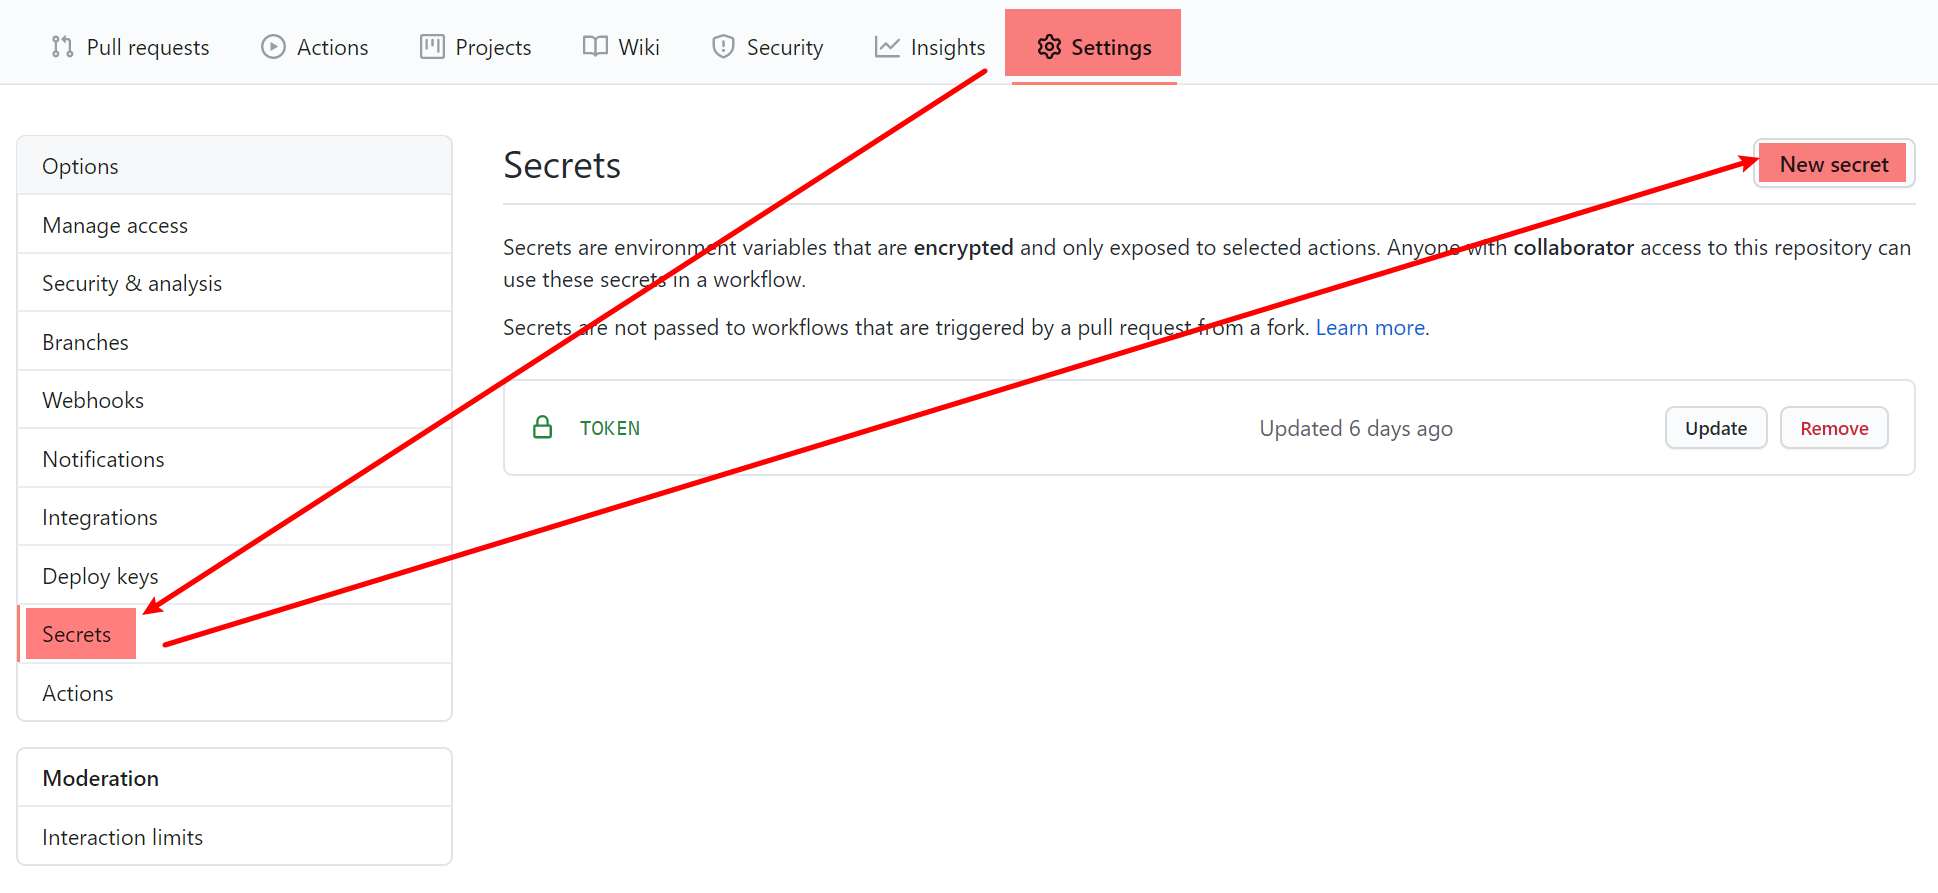 Pull requests Actions Projects Wiki Security Insights Settings
Options
Manage access
Security & analysis
Branches
Webhooks
Notifications
Integrations
Deploy keys
Secrets
Actions
Moderation
Interaction limits
Secrets
New secret
Secrets are environment variables that are encrypted and only exposed to selected actions. Anyone with collaborator access to this repository can
use these secrets in a workflow.
Secrets are not passed to workflows that are triggered by a pull request from a fork. Learn more.
TOKEN Updated 6 days ago Update Remove